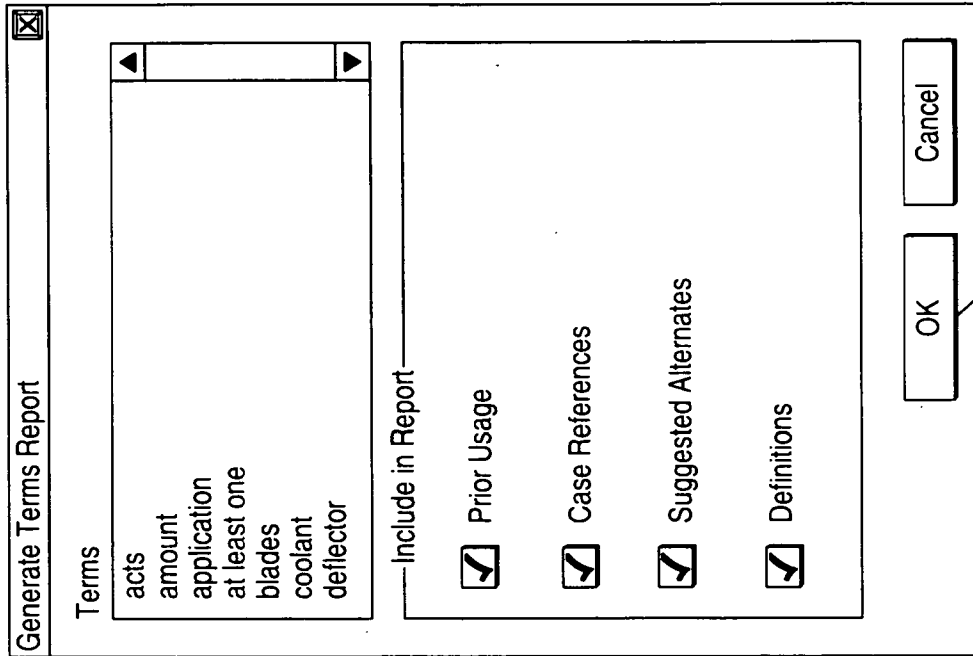 Generate Terms Report
Terms
acts
amount
application
at least one
blades
coolant
deflector
Include in Report
Prior Usage
Case References
Suggested Alternates
Definitions
OK
Cancel